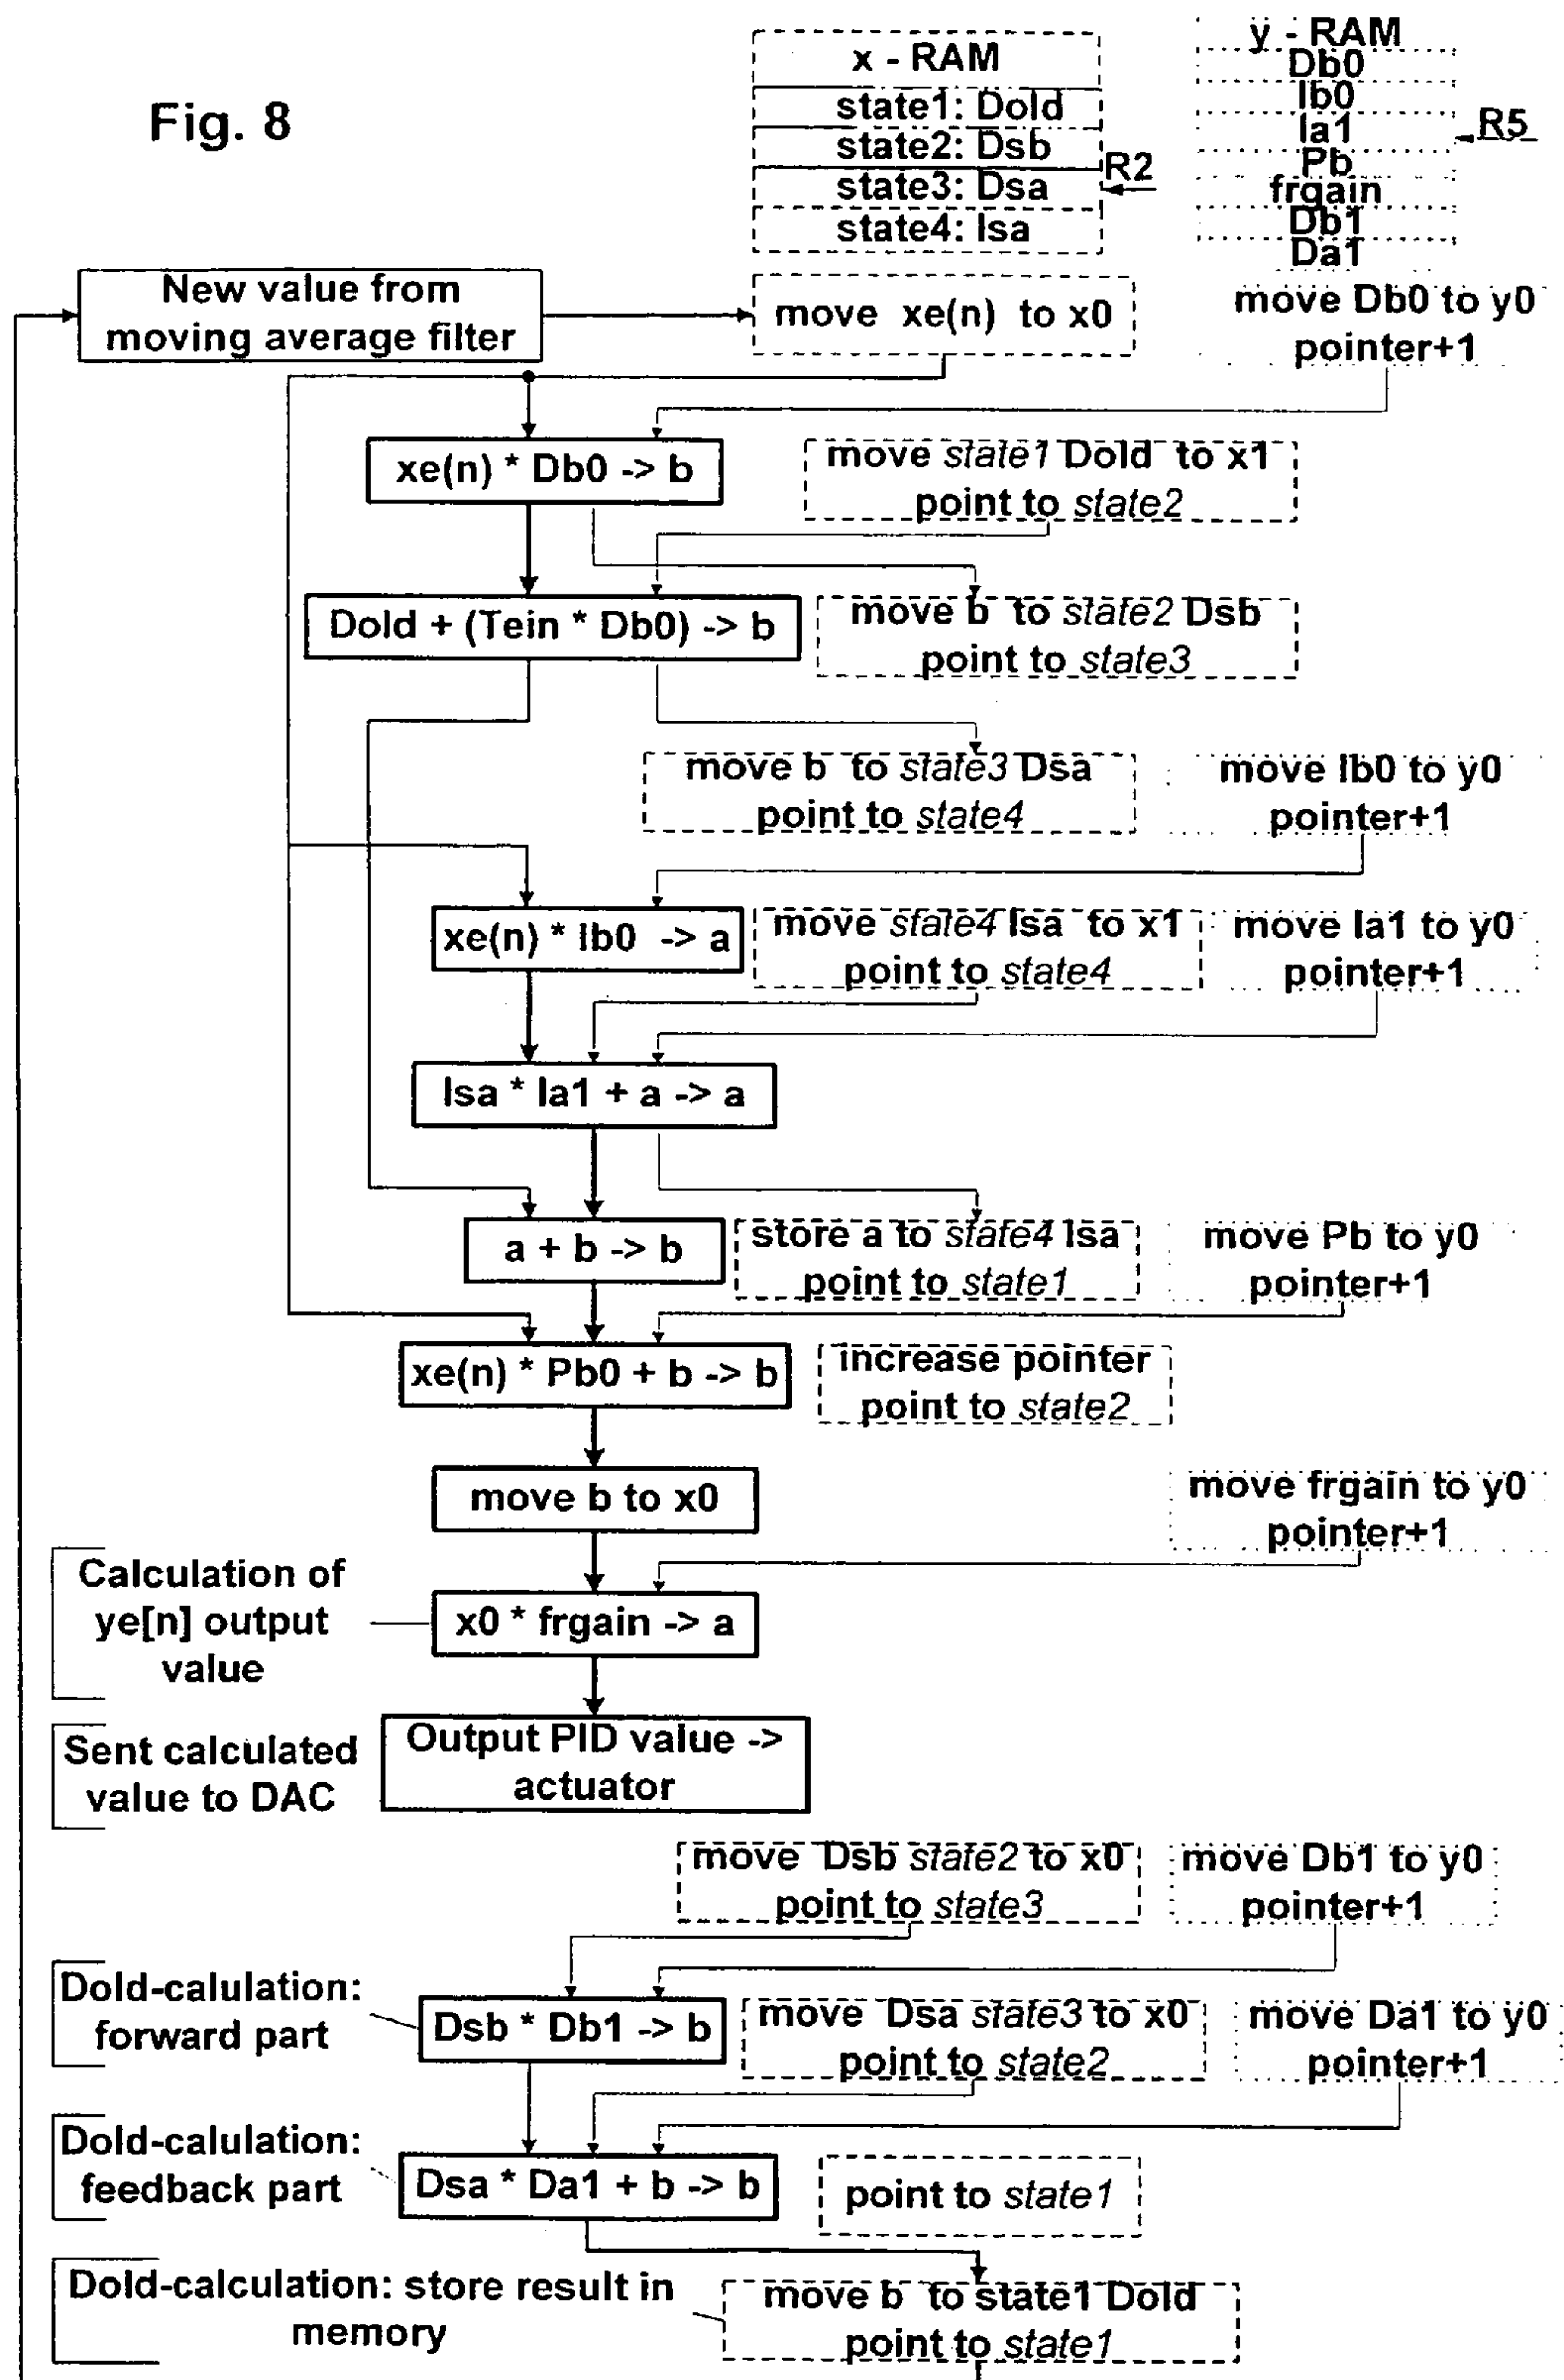 Fig. 8
x - RAM
state1: Dold
state2: Dsb
state3: Dsa
state4: Isa
R2
y - RAM
Db0
Ib0
Ia1
Pb
frgain
Db1
Da1
R5
New value from
moving average filter
move xe(n) to x0
move Db0 to y0
pointer+1
xe(n) * Db0 -> b
move state1 Dold to x1
point to state2
Dold + (Tein * Db0) -> b
move b to state2 Dsb
point to state3
move b to state3 Dsa
point to state4
move Ib0 to y0
pointer+1
xe(n) * Ib0 -> a
move state4 Isa to x1
point to state4
move Ia1 to y0
pointer+1
Isa * Ia1 + a -> a
a + b -> b
store a to state4 Isa
point to state1
move Pb to y0
pointer+1
xe(n) * Pb0 + b -> b
increase pointer
point to state2
move b to x0
move frgain to y0
pointer+1
Calculation of
ye[n] output
value
x0 * frgain -> a
Sent calculated
value to DAC
Output PID value ->
actuator
move Dsb state2 to x0
point to state3
move Db1 to y0
pointer+1
Dold-calulation:
forward part
Dsb * Db1 -> b
move Dsa state3 to x0
point to state2
move Da1 to y0
pointer+1
Dold-calulation:
feedback part
Dsa * Da1 + b -> b
point to state1
Dold-calculation: store result in
memory
move b to state1 Dold
point to state1